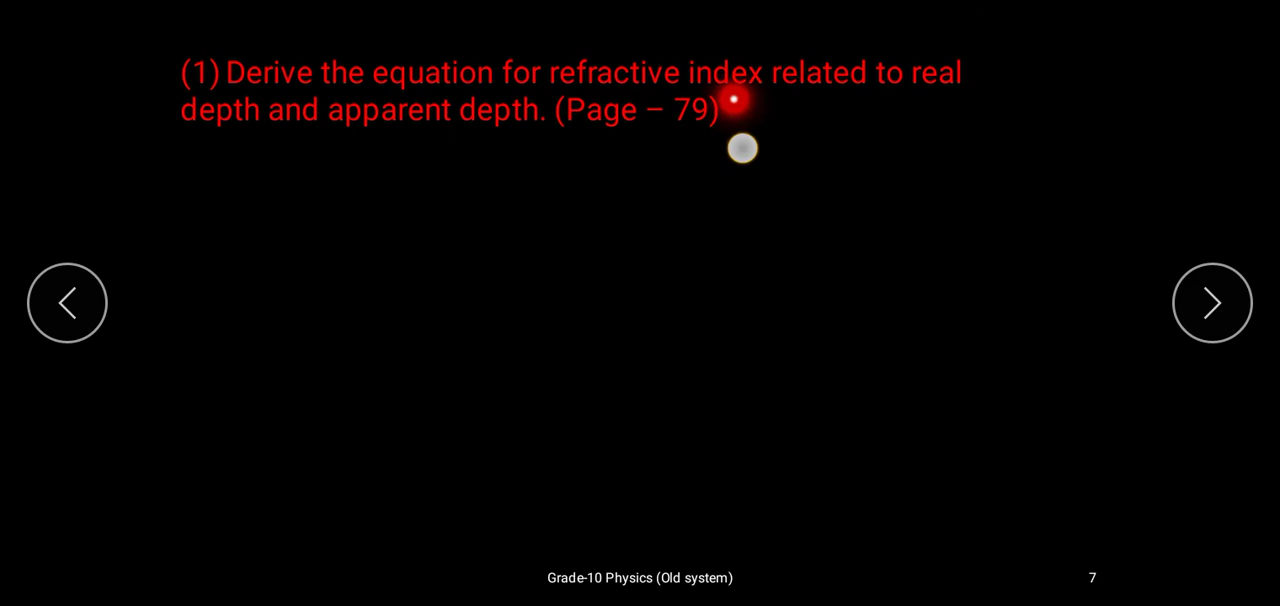 (1) Derive the equation for refractive index related to real
depth and apparent depth. (Page – 79)
Grade-10 Physics (Old system)
7